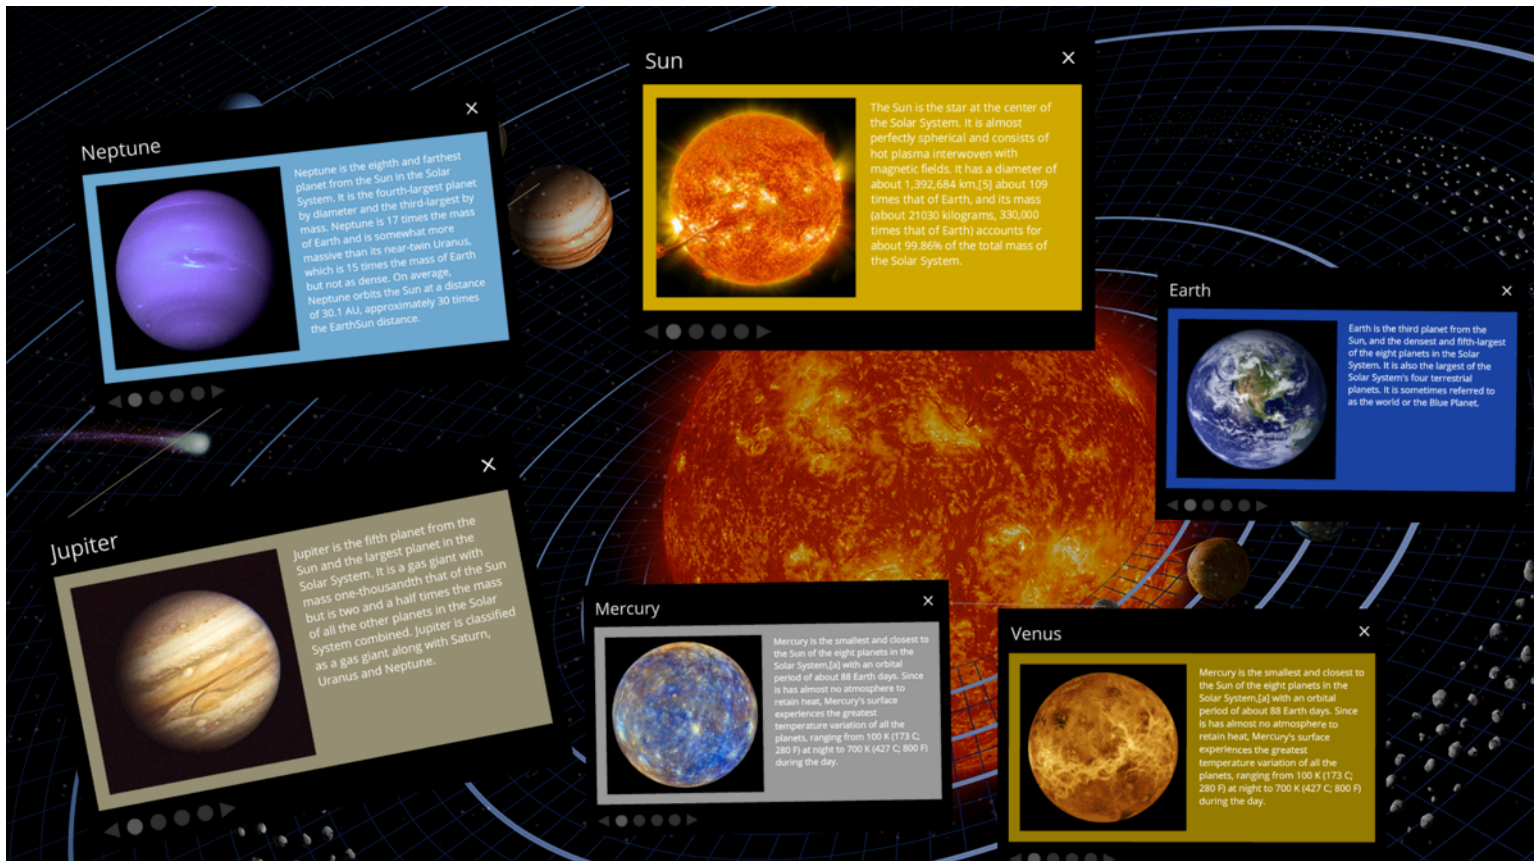 Sun
The Sun is the star at the center of
the Solar System. It is almost
perfectly spherical and consists of
hot plasma interwoven with
magnetic fields. It has a diameter of
about 1,392,684 km,[5] about 109
times that of Earth, and its mass
(about 21030 kilograms, 330,000
times that of Earth) accounts for
about 99.86% of the total mass of
the Solar System.
Neptune
Neptune is the eighth and farthest
planet from the Sun in the Solar
System. It is the fourth-largest planet
by diameter and the third-largest by
mass. Neptune is 17 times the mass
of Earth and is somewhat more
massive than its near-twin Uranus,
which is 15 times the mass of Earth
but not as dense. On average,
Neptune orbits the Sun at a distance
of 30.1 AU, approximately 30 times
the EarthSun distance.
Earth
Earth is the third planet from the
Sun, and the densest and fifth-largest
of the eight planets in the Solar
System. It is also the largest of the
Solar System's four terrestrial
planets. It is sometimes referred to
as the world or the Blue Planet.
Jupiter
Jupiter is the fifth planet from the
Sun and the largest planet in the
Solar System. It is a gas giant with
mass one-thousandth that of the Sun
but is two and a half times the mass
of all the other planets in the Solar
System combined. Jupiter is classified
as a gas giant along with Saturn,
Uranus and Neptune.
Mercury
Mercury is the smallest and closest to
the Sun of the eight planets in the
Solar System,[a] with an orbital
period of about 88 Earth days. Since
is has almost no atmosphere to
retain heat, Mercury's surface
experiences the greatest
temperature variation of all the
planets, ranging from 100 K (173 C;
280 F) at night to 700 K (427 C; 800 F)
during the day.
Venus
Mercury is the smallest and closest to
the Sun of the eight planets in the
Solar System,[a] with an orbital
period of about 88 Earth days. Since
is has almost no atmosphere to
retain heat, Mercury's surface
experiences the greatest
temperature variation of all the
planets, ranging from 100 K (173 C;
280 F) at night to 700 K (427 C; 800 F)
during the day.